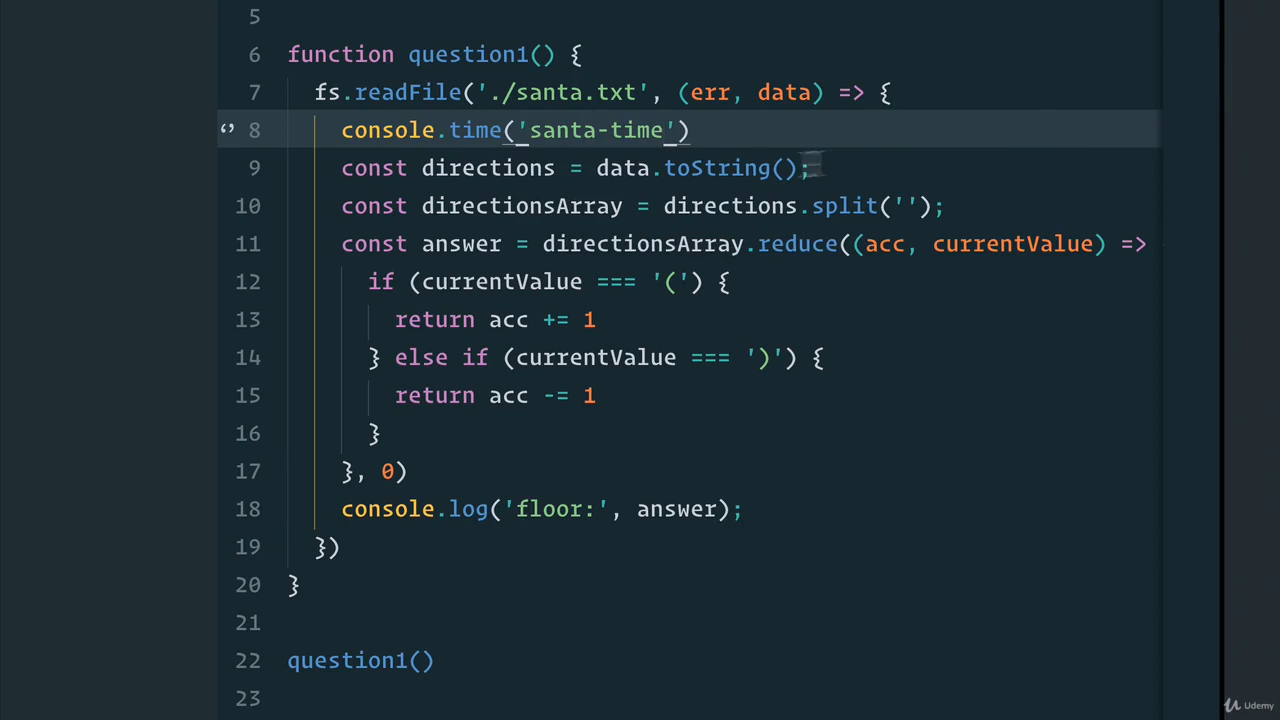 5
6 function question1() {
7 fs.readFile('./santa.txt', (err, data) => {
8 console.time('santa-time')
9 const directions = data.toString();
10 const directionsArray = directions.split('');
11 const answer = directionsArray.reduce((acc, currentValue) =>
12 if (currentValue === '(') {
13 return acc += 1
14 } else if (currentValue === ')') {
15 return acc -= 1
16 }
17 }, 0)
18 console.log('floor:', answer);
19 })
20 }
21
22 question1()
23
Udemy